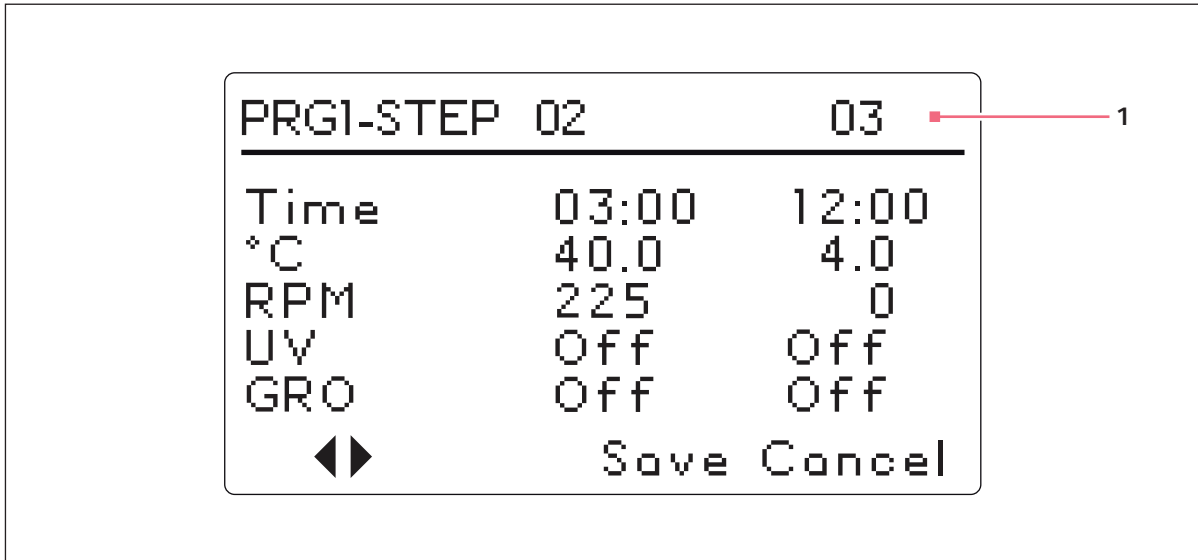 PRG1-STEP 02 03 1
Time 03:00 12:00
°C 40.0 4.0
RPM 225 0
UV Off Off
GRO Off Off
Save Cancel